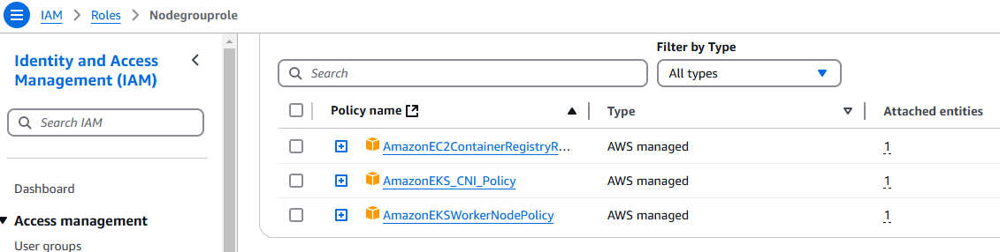 IAM > Roles > Nodegrouprole
Identity and Access
Management (IAM)
Search IAM
Dashboard
Access management
User groups
Filter by Type
Search
All types
Policy name Type Attached entities
AmazonEC2ContainerRegistryR... AWS managed 1
AmazonEKS_CNI_Policy AWS managed 1
AmazonEKSWorkerNodePolicy AWS managed 1